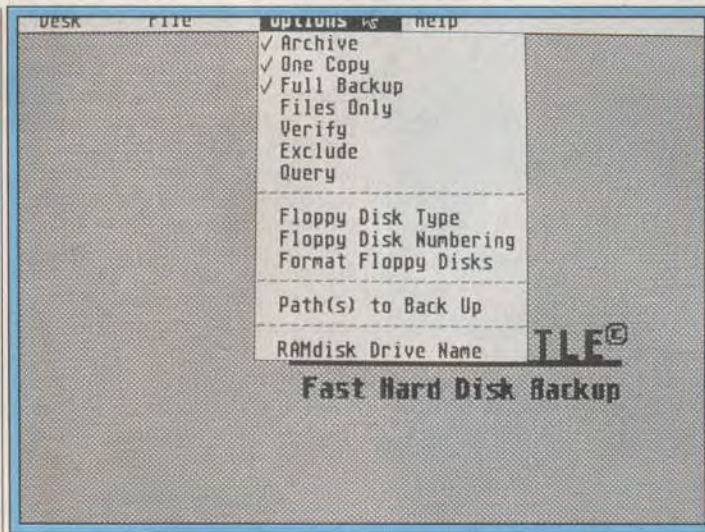 Desk File Options Help
✓ Archive
✓ One Copy
✓ Full Backup
Files Only
Verify
Exclude
Query
Floppy Disk Type
Floppy Disk Numbering
Format Floppy Disks
Path(s) to Back Up
RAMdisk Drive Name
TLE©
Fast Hard Disk Backup